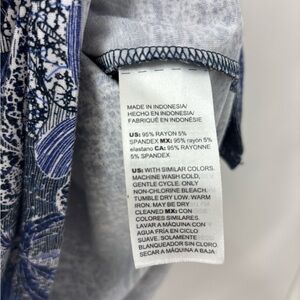 MADE IN INDONESIA/
HECHO EN INDONESIA/
FABRIQUÉ EN INDONÉSIE
US: 95% RAYON 5%
SPANDEX MX: 95% rayón 5%
elastano CA: 95% RAYONNE
5% SPANDEX
US: WITH SIMILAR COLORS.
MACHINE WASH COLD,
GENTLE CYCLE. ONLY
NON-CHLORINE BLEACH.
TUMBLE DRY LOW. WARM
IRON. MAY BE DRY
CLEANED MX: CON
COLORES SIMILARES.
LAVAR A MÁQUINA CON
AGUA FRÍA EN CICLO
SUAVE. SOLAMENTE
BLANQUEADOR SIN CLORO.
SECAR A MÁQUINA A BAJA